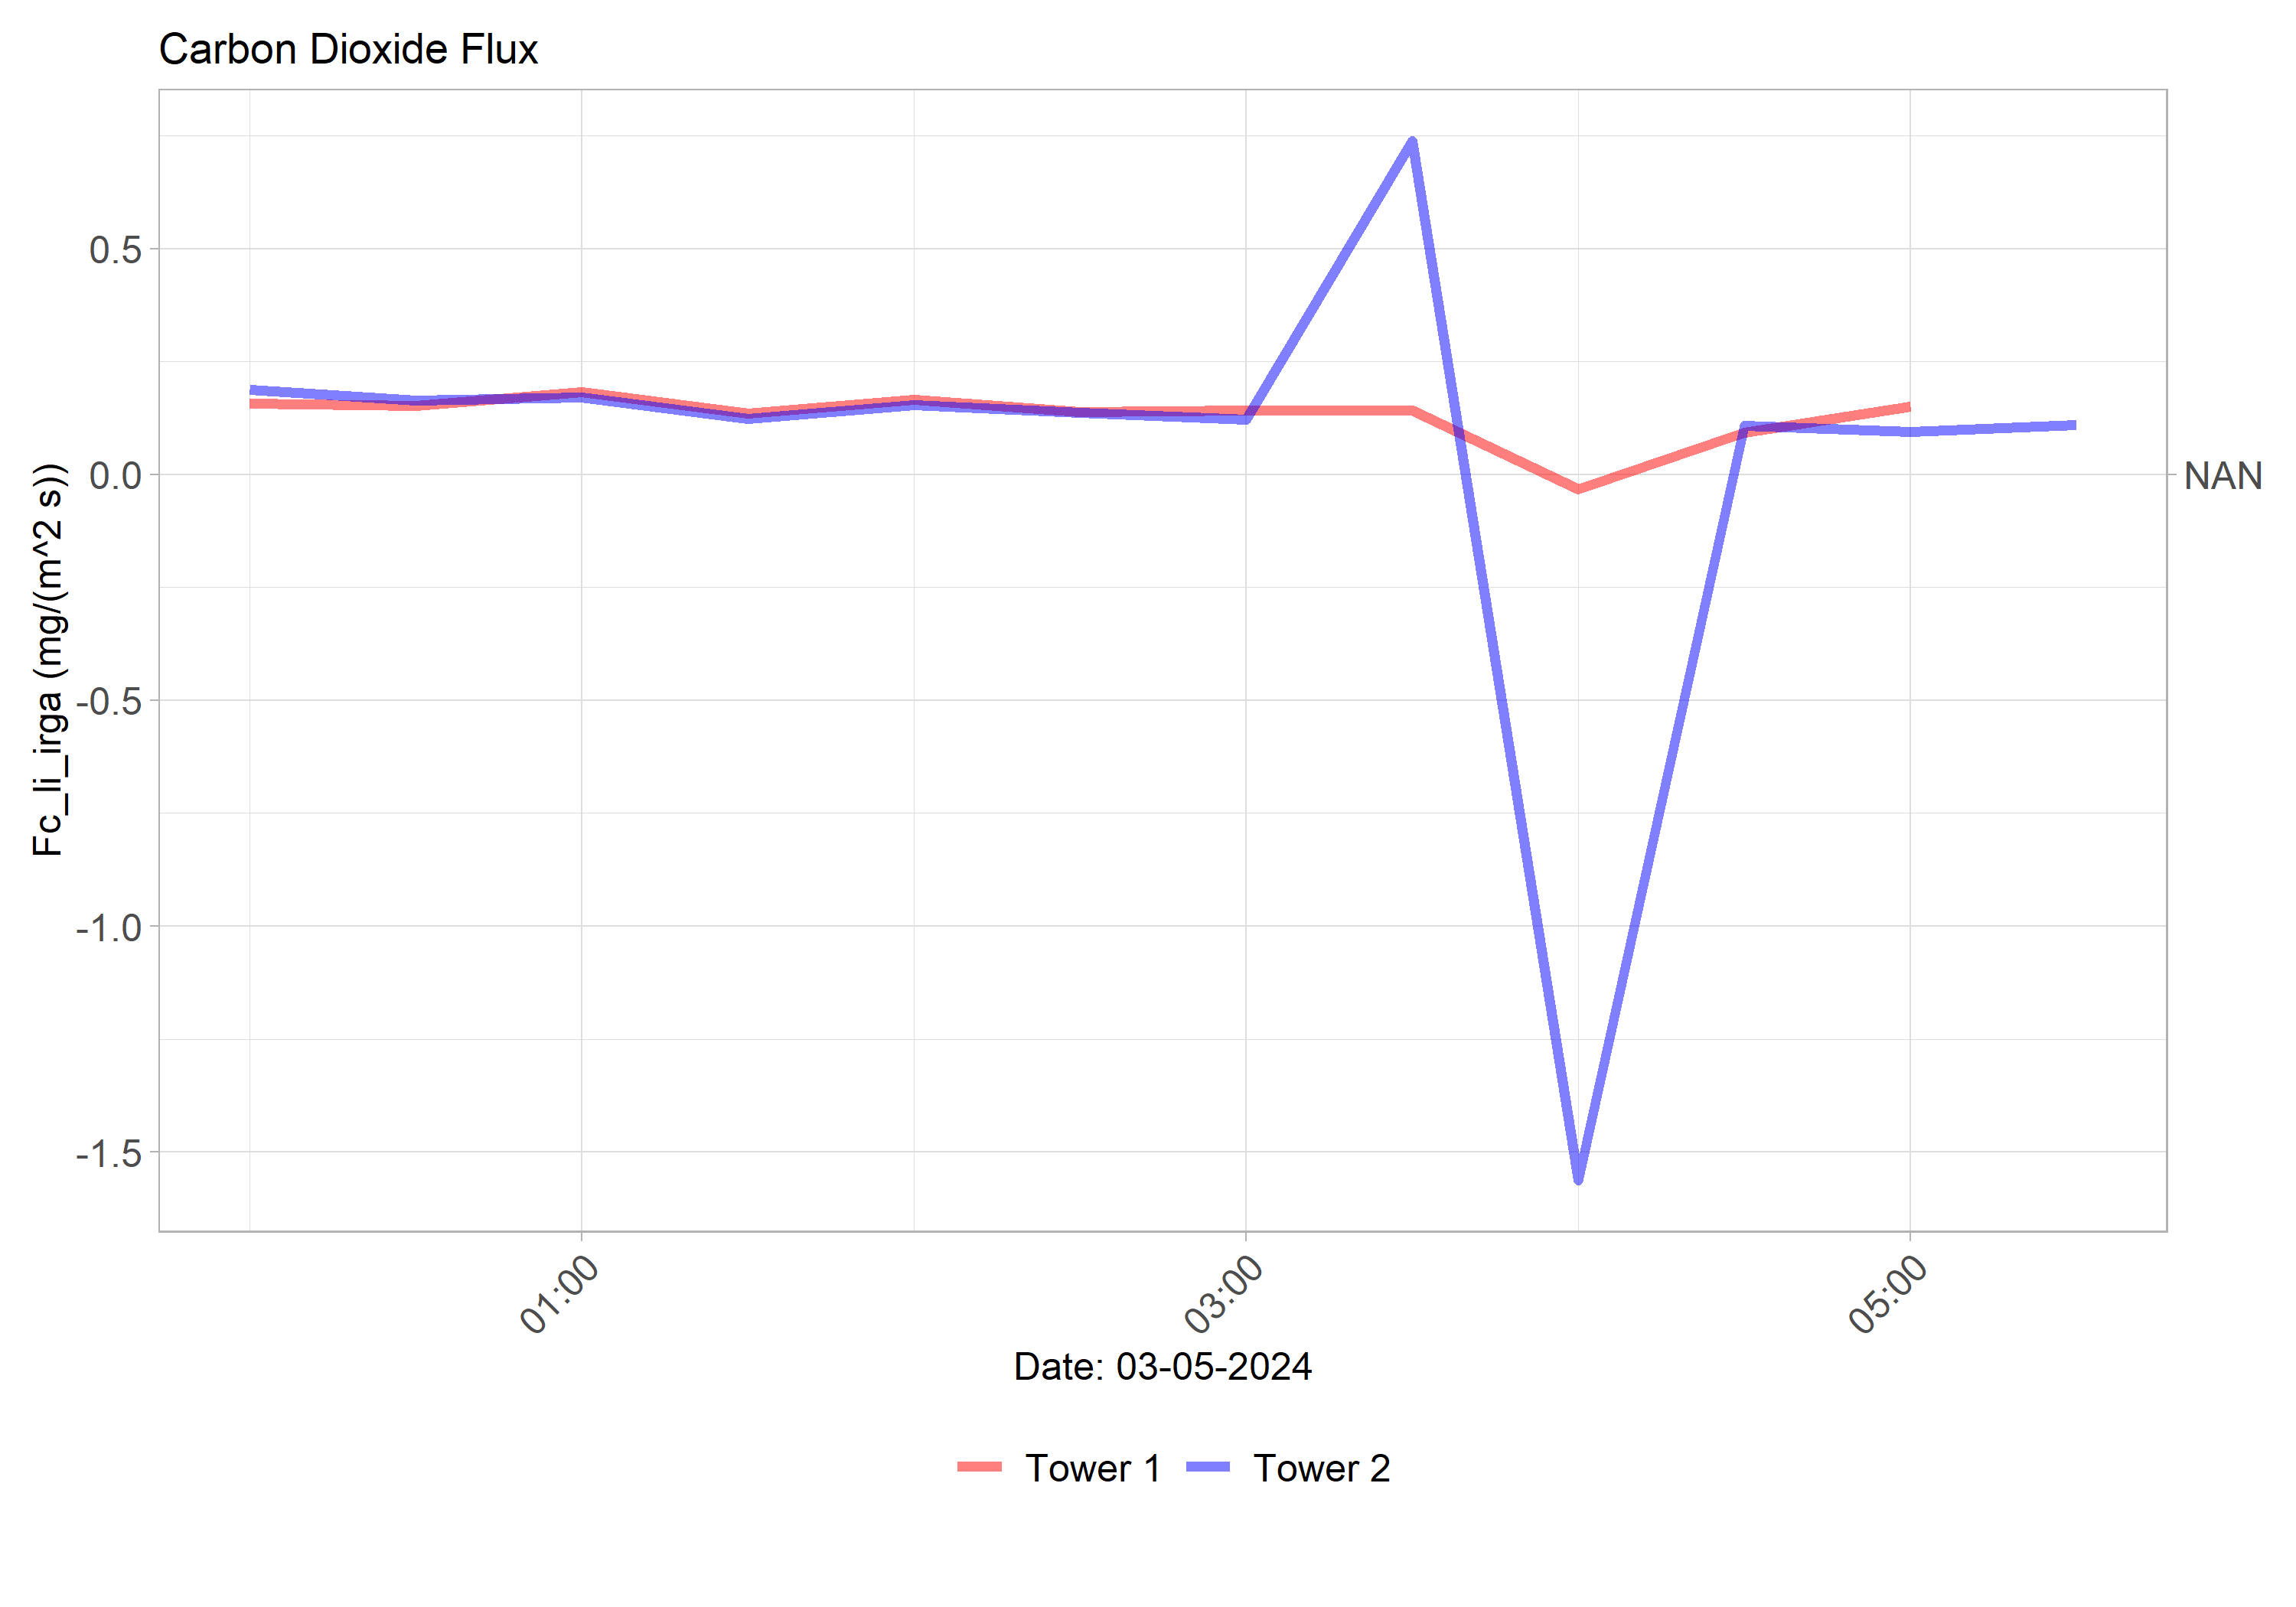 Carbon Dioxide Flux
Fc_li_irga (mg/(m^2 s))
0.5
0.0
-0.5
-1.0
-1.5
NAN
01:00
03:00
05:00
Date: 03-05-2024
Tower 1
Tower 2